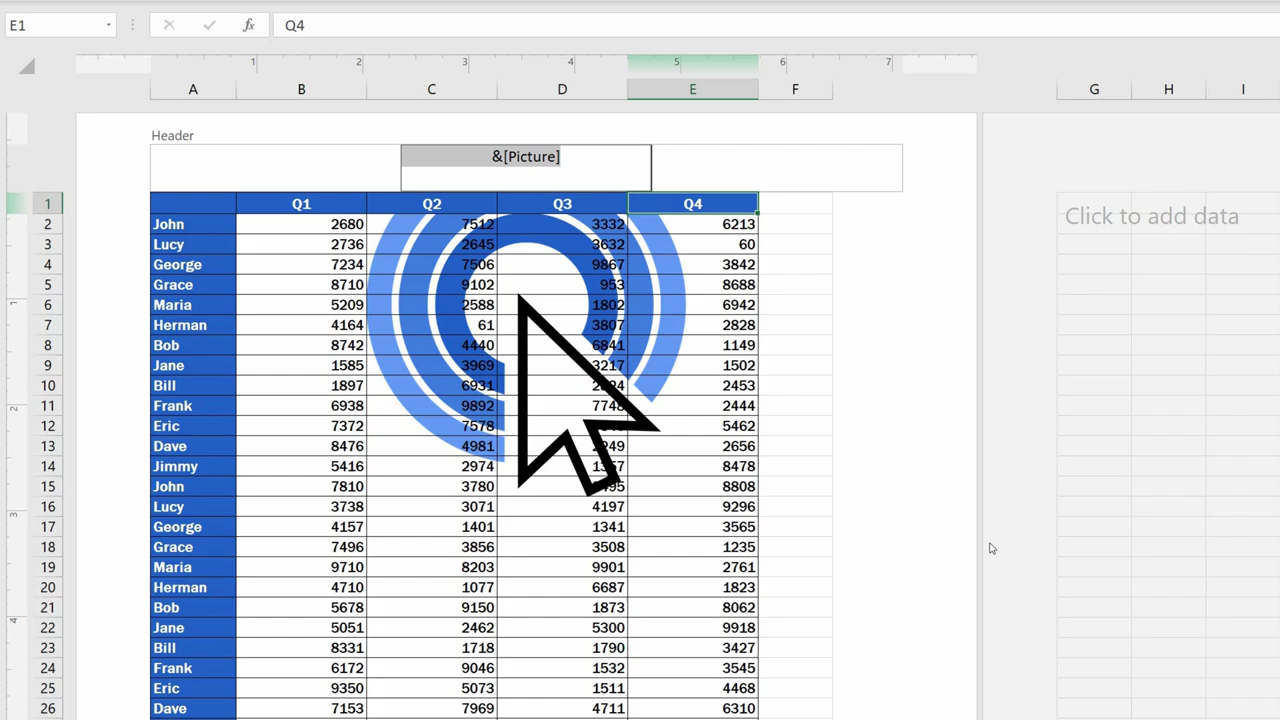 E1 fx Q4
1 2 3 4 5 6 7
A B C D E F G H I
Header
&[Picture]
1 Q1 Q2 Q3 Q4
2 John 2680 7512 3332 6213 Click to add data
3 Lucy 2736 2645 3632 60
4 George 7234 7506 9867 3842
5 Grace 8710 9102 953 8688
6 Maria 5209 2588 1802 6942
7 Herman 4164 61 3807 2828
8 Bob 8742 4440 6841 1149
9 Jane 1585 3969 3217 1502
10 Bill 1897 6931 2453
11 Frank 6938 9892 7748 2444
12 Eric 7372 7578 5462
13 Dave 8476 4981 2656
14 Jimmy 5416 2974 8478
15 John 7810 3780 8808
16 Lucy 3738 3071 4197 9296
17 George 4157 1401 1341 3565
18 Grace 7496 3856 3508 1235
19 Maria 9710 8203 9901 2761
20 Herman 4710 1077 6687 1823
21 Bob 5678 9150 1873 8062
22 Jane 5051 2462 5300 9918
23 Bill 8331 1718 1790 3427
24 Frank 6172 9046 1532 3545
25 Eric 9350 5073 1511 4468
26 Dave 7153 7969 4711 6310